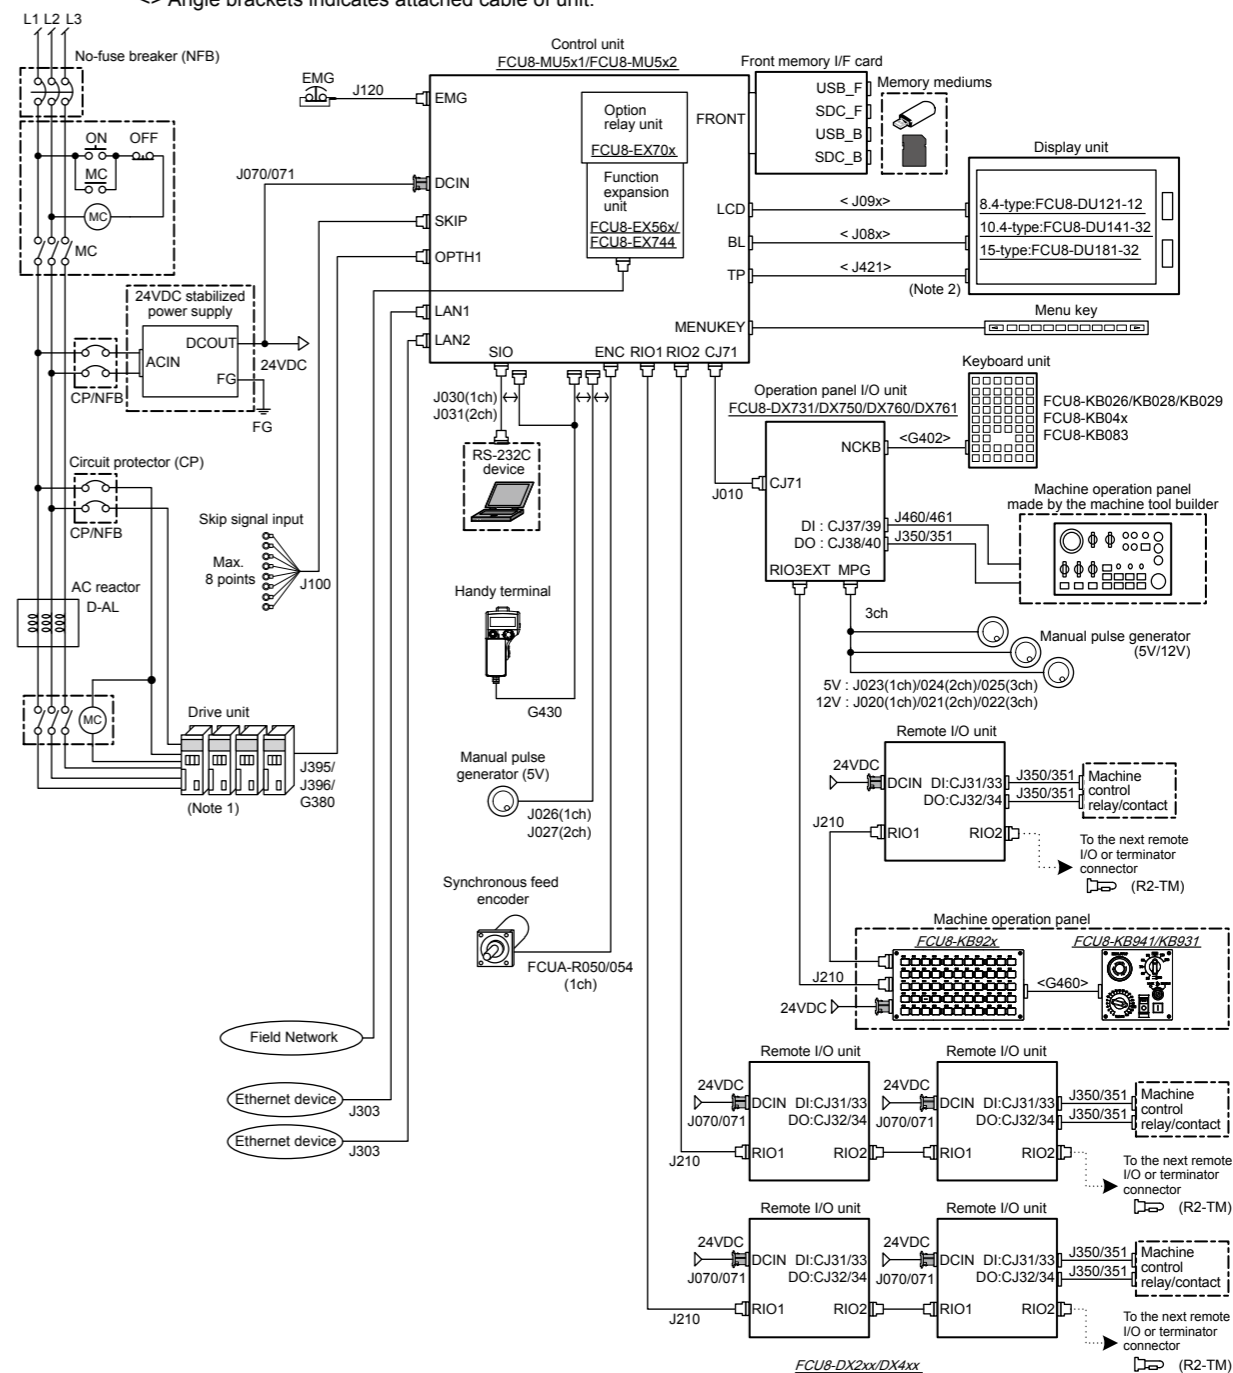 <> Angle brackets indicates attached cable of unit.
L1 L2 L3
No-fuse breaker (NFB)
ON
OFF
MC
MC
MC
24VDC stabilized
power supply
DCOUT
ACIN
FG
24VDC
FG
CP/NFB
Circuit protector (CP)
CP/NFB
AC reactor
D-AL
MC
Drive unit
(Note 1)
J395/
J396/
G380
Skip signal input
Max.
8 points
J100
EMG
J120
J070/071
Control unit
FCU8-MU5x1/FCU8-MU5x2
EMG
DCIN
SKIP
OPTH1
LAN1
LAN2
SIO
ENC
RIO1
RIO2
CJ71
Option
relay unit
FCU8-EX70x
Function
expansion
unit
FCU8-EX56x/
FCU8-EX744
FRONT
LCD
BL
TP
MENUKEY
Front memory I/F card
USB_F
SDC_F
USB_B
SDC_B
Memory mediums
Display unit
8.4-type:FCU8-DU121-12
10.4-type:FCU8-DU141-32
15-type:FCU8-DU181-32
< J09x>
< J08x>
< J421>
(Note 2)
Menu key
Keyboard unit
FCU8-KB026/KB028/KB029
FCU8-KB04x
FCU8-KB083
<G402>
Operation panel I/O unit
FCU8-DX731/DX750/DX760/DX761
NCKB
CJ71
DI : CJ37/39
DO : CJ38/40
RIO3EXT
MPG
J010
J460/461
J350/351
Machine operation panel
made by the machine tool builder
3ch
Manual pulse generator
(5V/12V)
5V : J023(1ch)/024(2ch)/025(3ch)
12V : J020(1ch)/021(2ch)/022(3ch)
J030(1ch)
J031(2ch)
RS-232C
device
Handy terminal
G430
Manual pulse
generator (5V)
J026(1ch)
J027(2ch)
Synchronous feed
encoder
FCUA-R050/054
(1ch)
Field Network
Ethernet device
J303
Ethernet device
J303
Remote I/O unit
24VDC
DCIN
DI:CJ31/33
DO:CJ32/34
J350/351
J350/351
Machine
control
relay/contact
J210
RIO1
RIO2
To the next remote
I/O or terminator
connector
(R2-TM)
Machine operation panel
FCU8-KB92x
FCU8-KB941/KB931
J210
<G460>
24VDC
Remote I/O unit
24VDC
J070/071
DCIN
DI:CJ31/33
DO:CJ32/34
J210
RIO1
RIO2
Remote I/O unit
24VDC
J070/071
DCIN
DI:CJ31/33
DO:CJ32/34
RIO1
RIO2
J350/351
J350/351
Machine
control
relay/contact
To the next remote
I/O or terminator
connector
(R2-TM)
Remote I/O unit
24VDC
J070/071
DCIN
DI:CJ31/33
DO:CJ32/34
J210
RIO1
RIO2
Remote I/O unit
24VDC
J070/071
DCIN
DI:CJ31/33
DO:CJ32/34
RIO1
RIO2
J350/351
J350/351
Machine
control
relay/contact
To the next remote
I/O or terminator
connector
(R2-TM)
FCU8-DX2xx/DX4xx